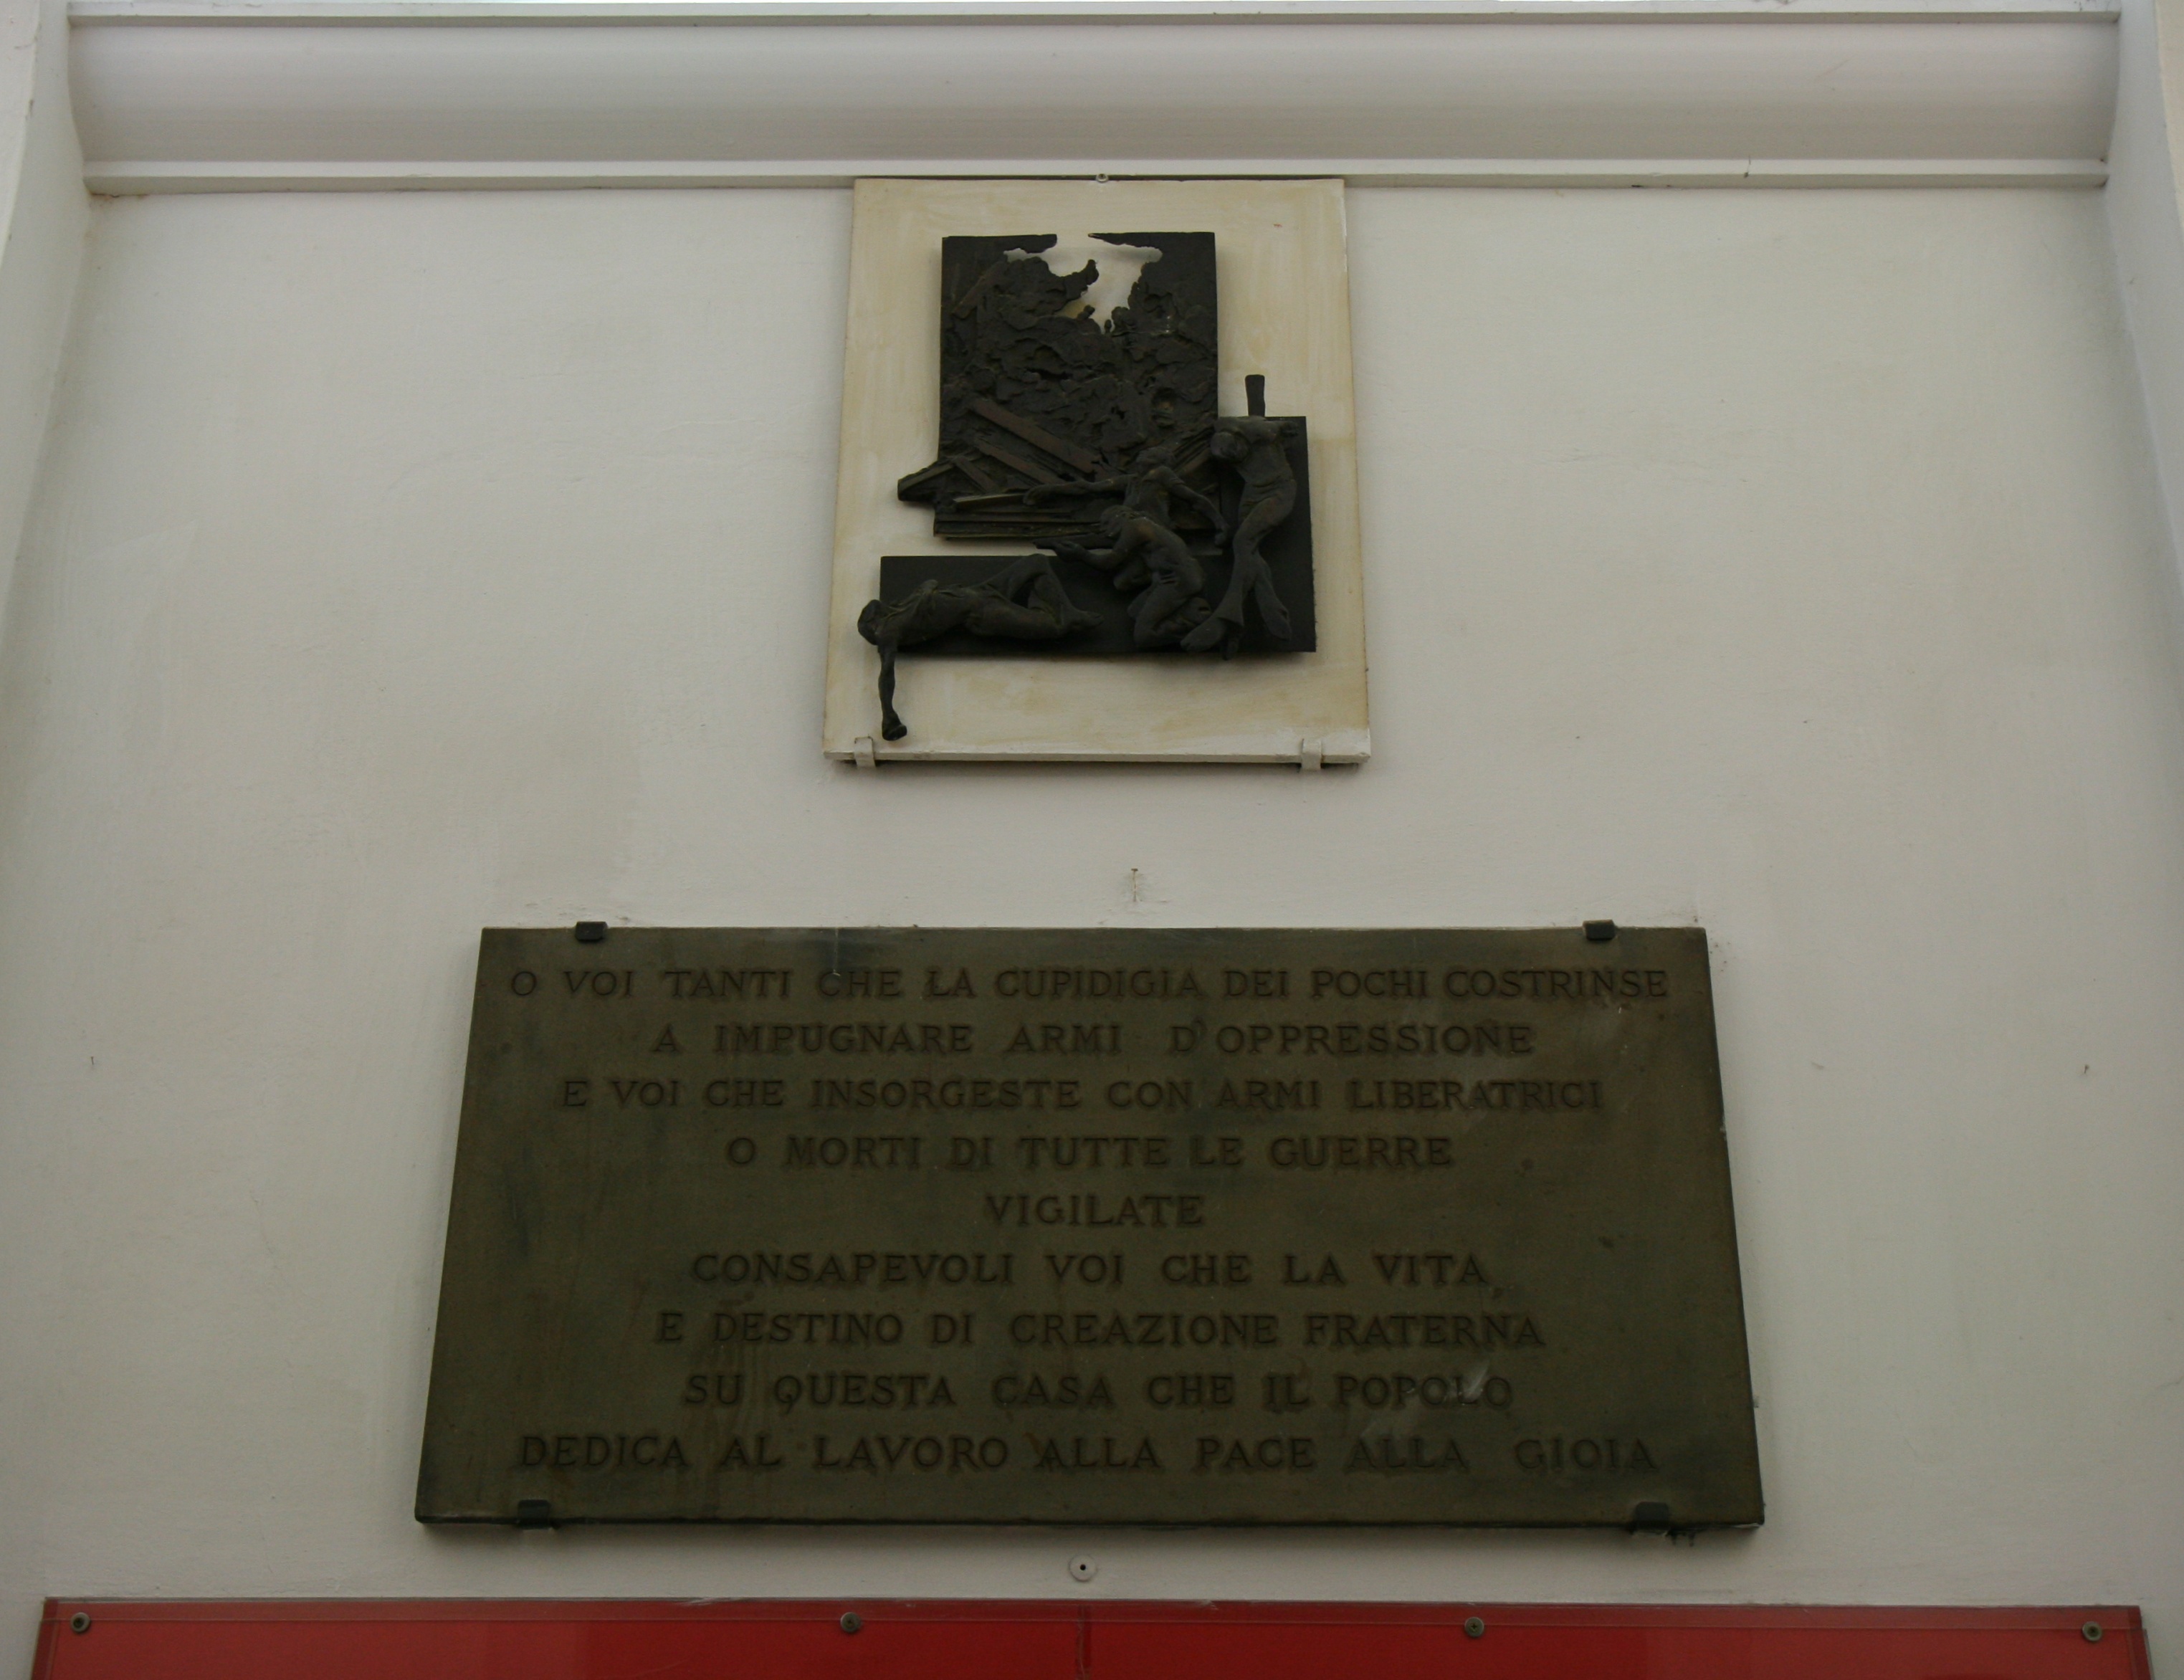 O VOI TANTI CHE LA CUPIDIGIA DEI POCHI COSTRINSE
A IMPUGNARE ARMI D'OPPRESSIONE
E VOI CHE INSORGESTE CON ARMI LIBERATRICI
O MORTI DI TUTTE LE GUERRE
VIGILATE
CONSAPEVOLI VOI CHE LA VITA
E DESTINO DI CREAZIONE FRATERNA
SU QUESTA CASA CHE IL POPOLO
DEDICA AL LAVORO ALLA PACE ALLA GIOIA